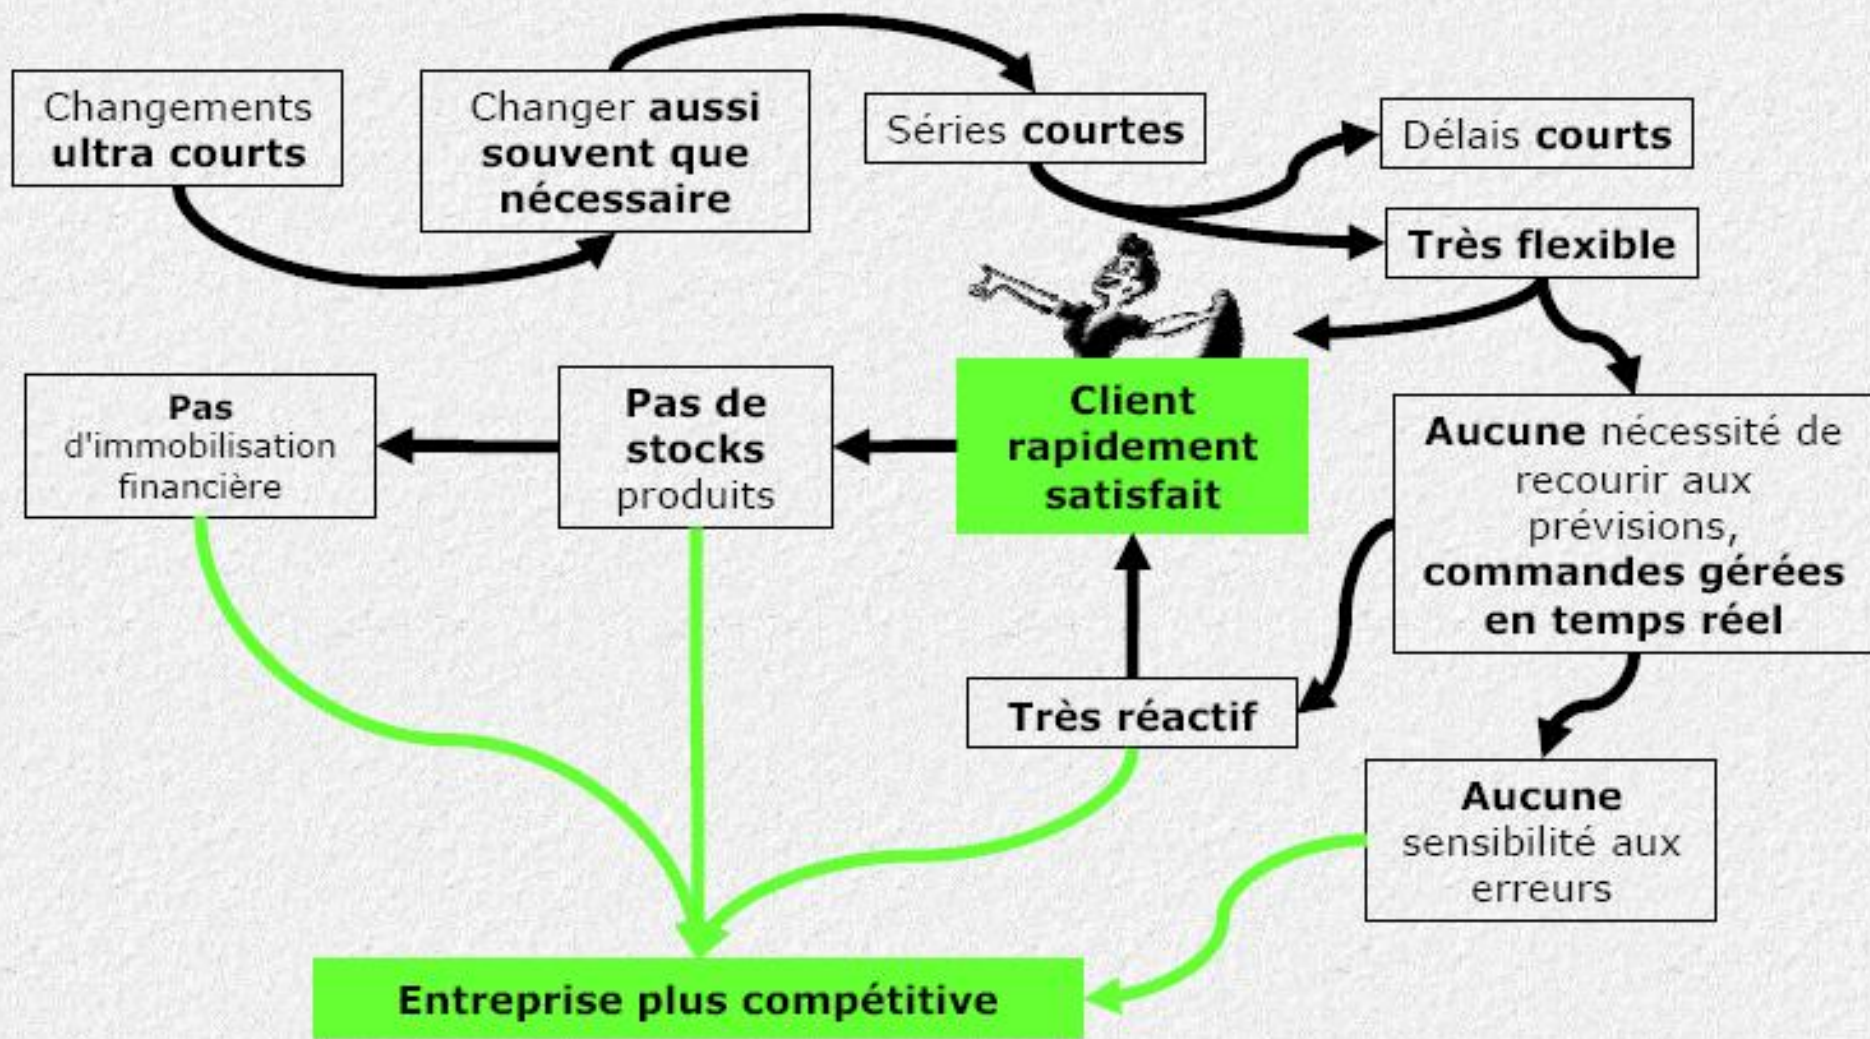 Changements
ultra courts
Changer aussi
souvent que
nécessaire
Séries courtes
Délais courts
Très flexible
Pas
d'immobilisation
financière
Pas de
stocks
produits
Client
rapidement
satisfait
Aucune nécessité de
recourir aux
prévisions,
commandes gérées
en temps réel
Très réactif
Aucune
sensibilité aux
erreurs
Entreprise plus compétitive